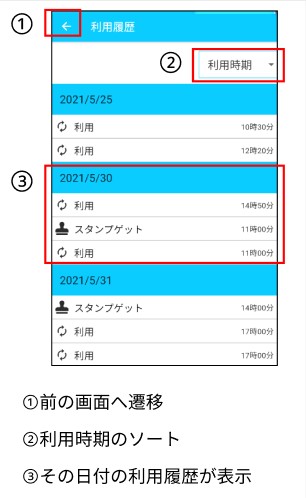 ① ← 利用履歴
② 利用時期
2021/5/25
利用 10時30分
利用 12時20分
③ 2021/5/30
利用 14時50分
スタンプゲット 11時00分
利用 11時00分
2021/5/31
スタンプゲット 14時00分
利用 17時00分
利用 17時00分
①前の画面へ遷移
②利用時期のソート
③その日付の利用履歴が表示